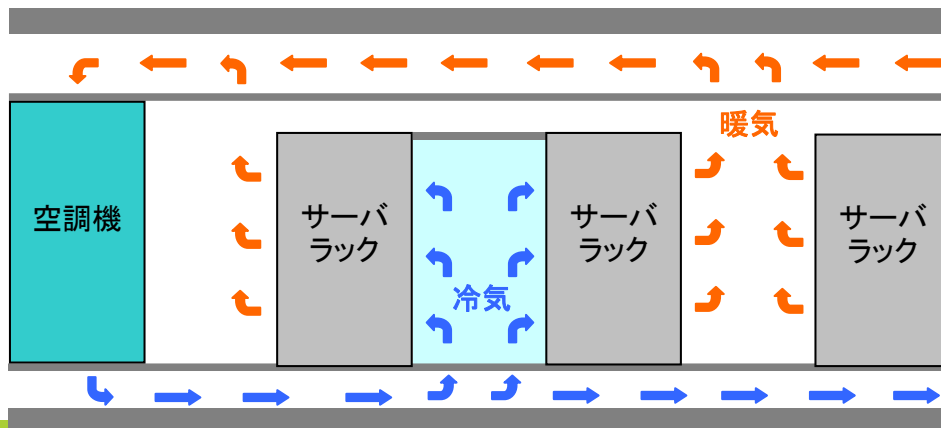 暖気
空調機
サーバ
ラック
サーバ
ラック
サーバ
ラック
冷気